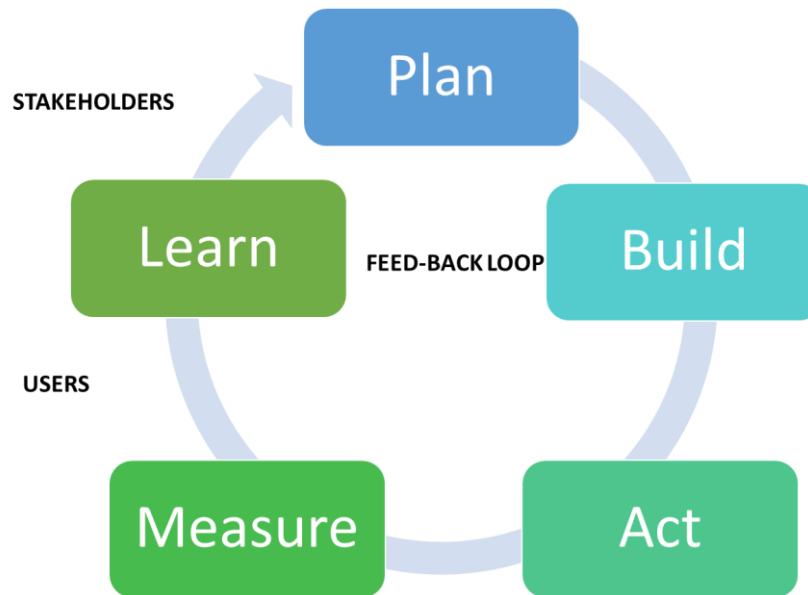 Plan
STAKEHOLDERS
Learn
FEED-BACK LOOP
Build
USERS
Measure
Act